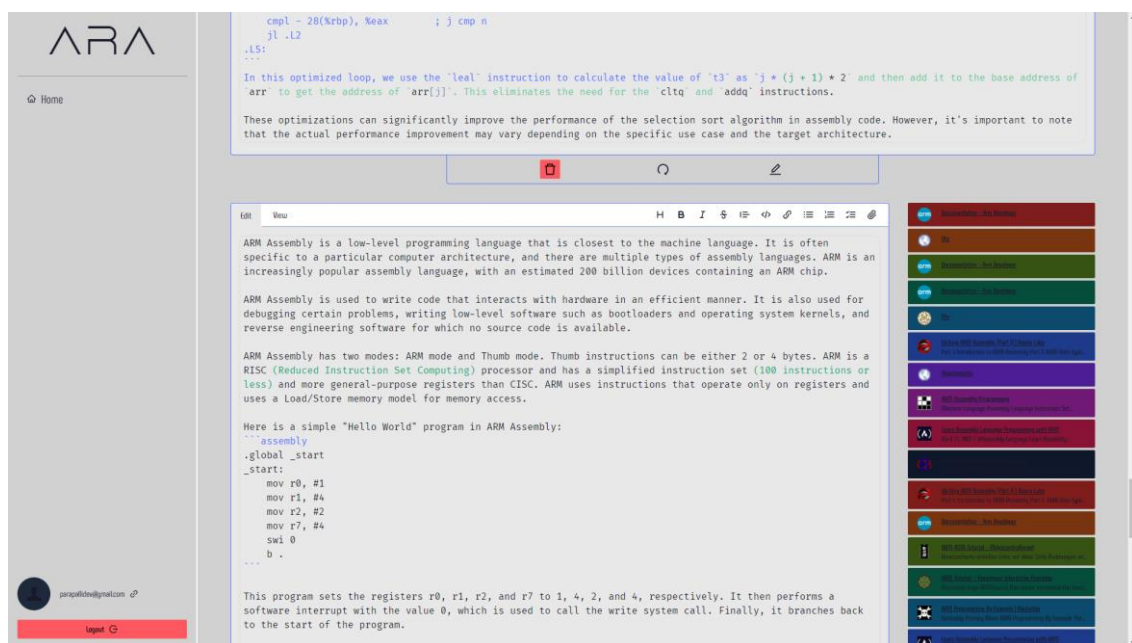 ARA
Home
cmpl - 28(%rbp), %eax ; j cmp n
jl .L2
.L5:
```
In this optimized loop, we use the `leal` instruction to calculate the value of `t3` as `j * (j + 1) * 2` and then add it to the base address of
`arr` to get the address of `arr[j]`. This eliminates the need for the `cltq` and `addq` instructions.
These optimizations can significantly improve the performance of the selection sort algorithm in assembly code. However, it's important to note
that the actual performance improvement may vary depending on the specific use case and the target architecture.
Edit View H B I S
ARM Assembly is a low-level programming language that is closest to the machine language. It is often
specific to a particular computer architecture, and there are multiple types of assembly languages. ARM is an
increasingly popular assembly language, with an estimated 200 billion devices containing an ARM chip.
ARM Assembly is used to write code that interacts with hardware in an efficient manner. It is also used for
debugging certain problems, writing low-level software such as bootloaders and operating system kernels, and
reverse engineering software for which no source code is available.
ARM Assembly has two modes: ARM mode and Thumb mode. Thumb instructions can be either 2 or 4 bytes. ARM is a
RISC (Reduced Instruction Set Computing) processor and has a simplified instruction set (100 instructions or
less) and more general-purpose registers than CISC. ARM uses instructions that operate only on registers and
uses a Load/Store memory model for memory access.
Here is a simple "Hello World" program in ARM Assembly:
```assembly
.global _start
_start:
mov r0, #1
mov r1, #4
mov r2, #2
mov r7, #4
swi 0
b .
```
This program sets the registers r0, r1, r2, and r7 to 1, 4, 2, and 4, respectively. It then performs a
software interrupt with the value 0, which is used to call the write system call. Finally, it branches back
to the start of the program.
arm
arm
arm
arm
parapallidev@gmail.com
Logout